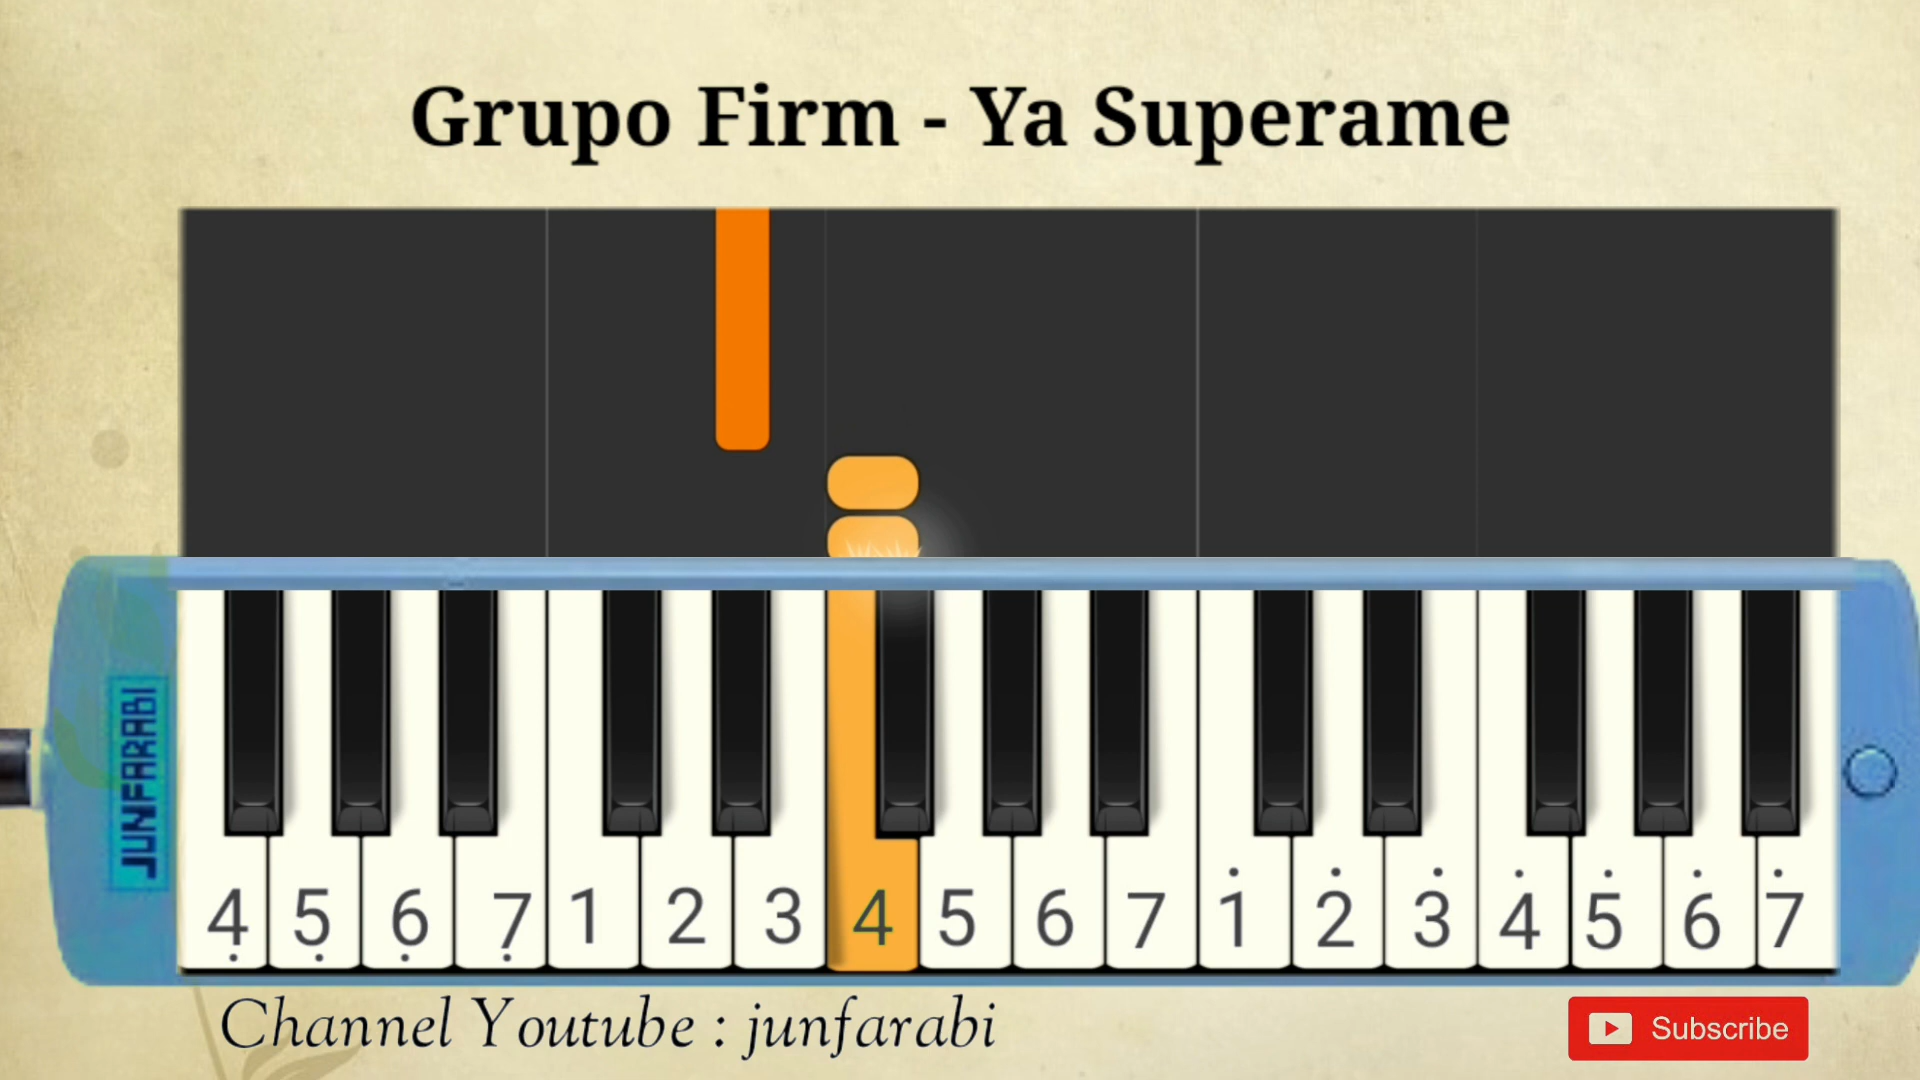 Grupo Firm - Ya Superame
JUNFARABI
4̣ 5̣ 6̣ 7̣ 1 2 3 4 5 6 7 1̇ 2̇ 3̇ 4̇ 5̇ 6̇ 7̇
Channel Youtube : junfarabi
Subscribe